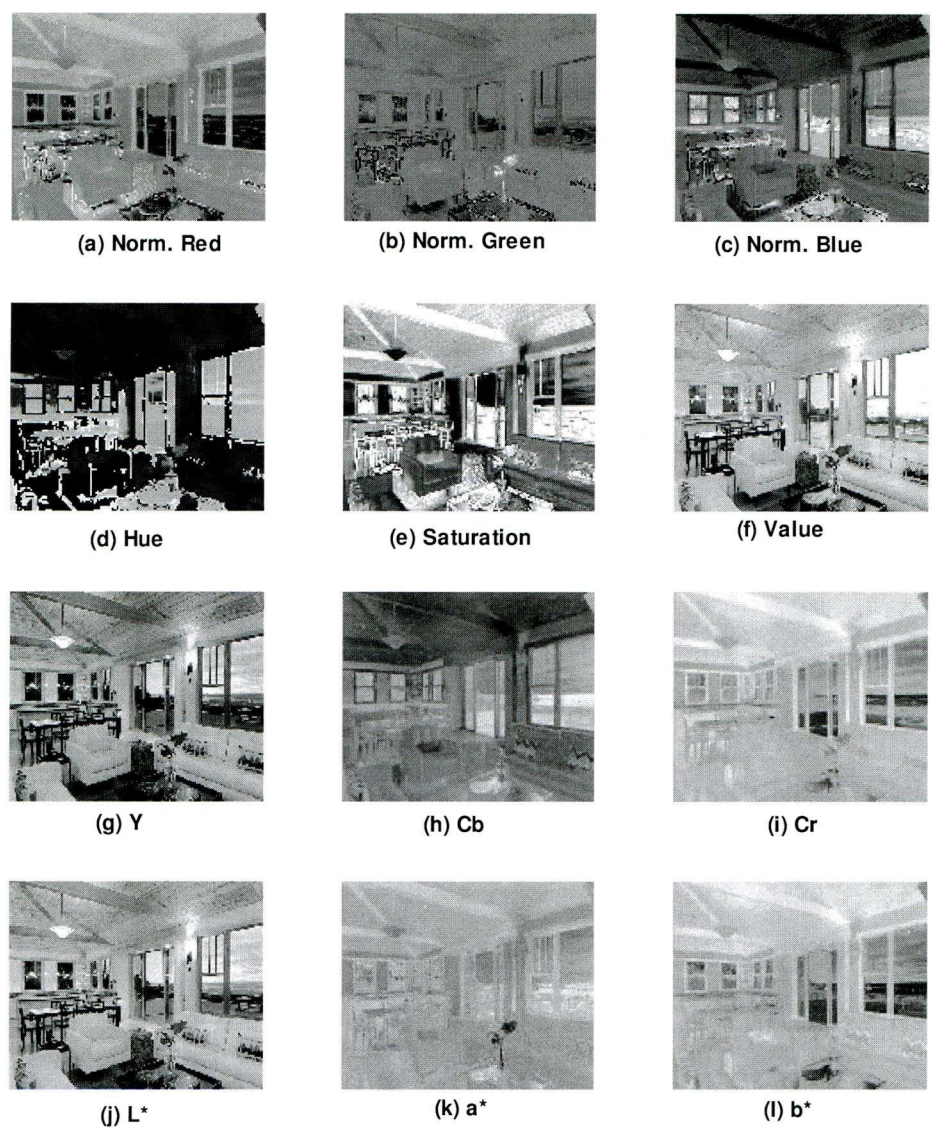 (a) Norm. Red
(b) Norm. Green
(c) Norm. Blue
(d) Hue
(e) Saturation
(f) Value
(g) Y
(h) Cb
(i) Cr
(j) L*
(k) a*
(l) b*